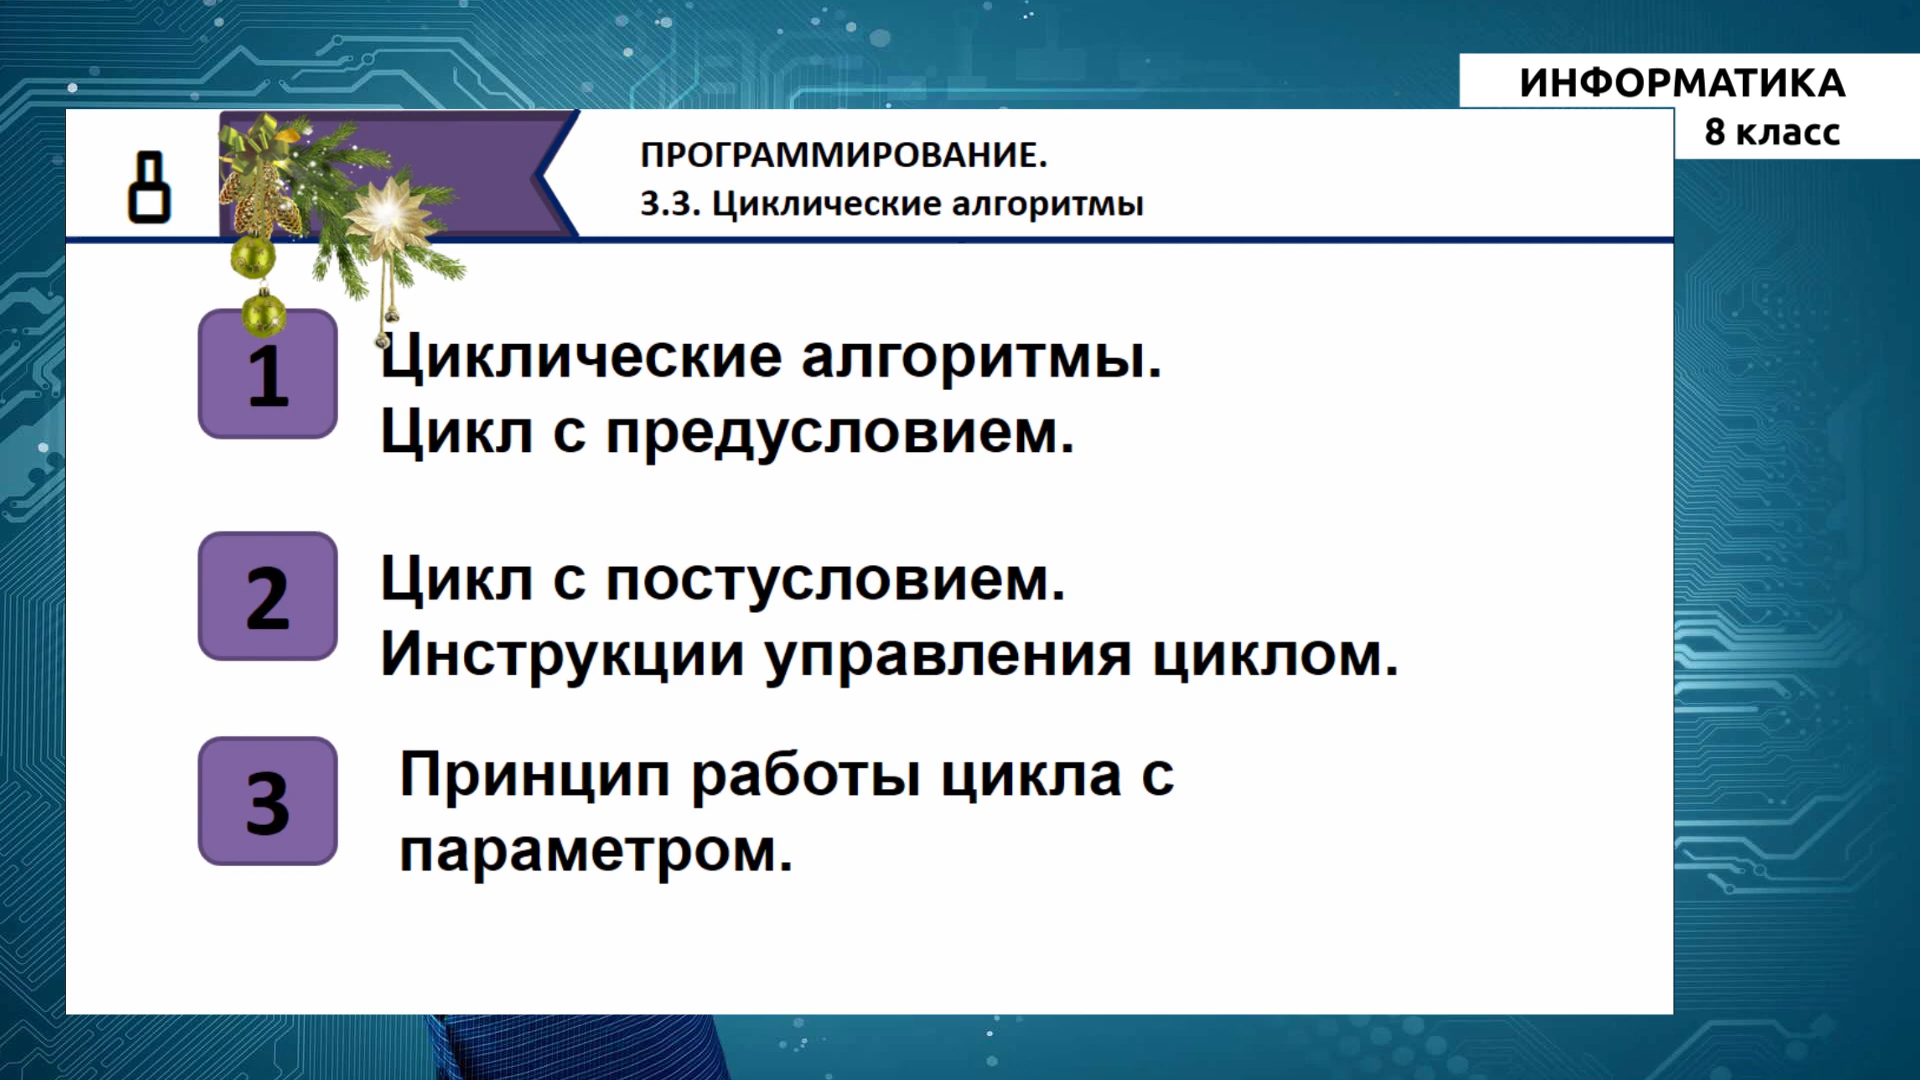 ИНФОРМАТИКА
8 класс
8
ПРОГРАММИРОВАНИЕ.
3.3. Циклические алгоритмы
1
Циклические алгоритмы.
Цикл с предусловием.
2
Цикл с постусловием.
Инструкции управления циклом.
3
Принцип работы цикла с
параметром.